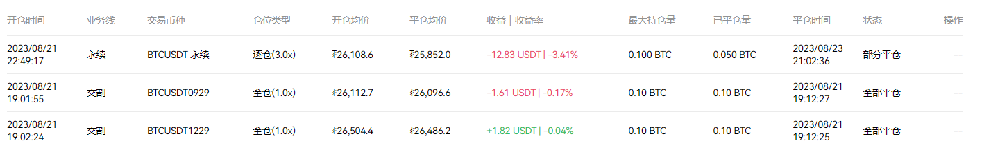 开仓时间 业务线 交易币种 仓位类型 开仓均价 平仓均价 收益 | 收益率 最大持仓量 已平仓量 平仓时间 状态 操作
2023/08/21 22:49:17 永续 BTCUSDT 永续 逐仓(3.0x) ₮26,108.6 ₮25,852.0 -12.83 USDT | -3.41% 0.100 BTC 0.050 BTC 2023/08/23 21:02:36 部分平仓 --
2023/08/21 19:01:55 交割 BTCUSDT0929 全仓(1.0x) ₮26,112.7 ₮26,096.6 -1.61 USDT | -0.17% 0.10 BTC 0.10 BTC 2023/08/21 19:12:27 全部平仓 --
2023/08/21 19:02:24 交割 BTCUSDT1229 全仓(1.0x) ₮26,504.4 ₮26,486.2 +1.82 USDT | -0.04% 0.10 BTC 0.10 BTC 2023/08/21 19:12:25 全部平仓 --